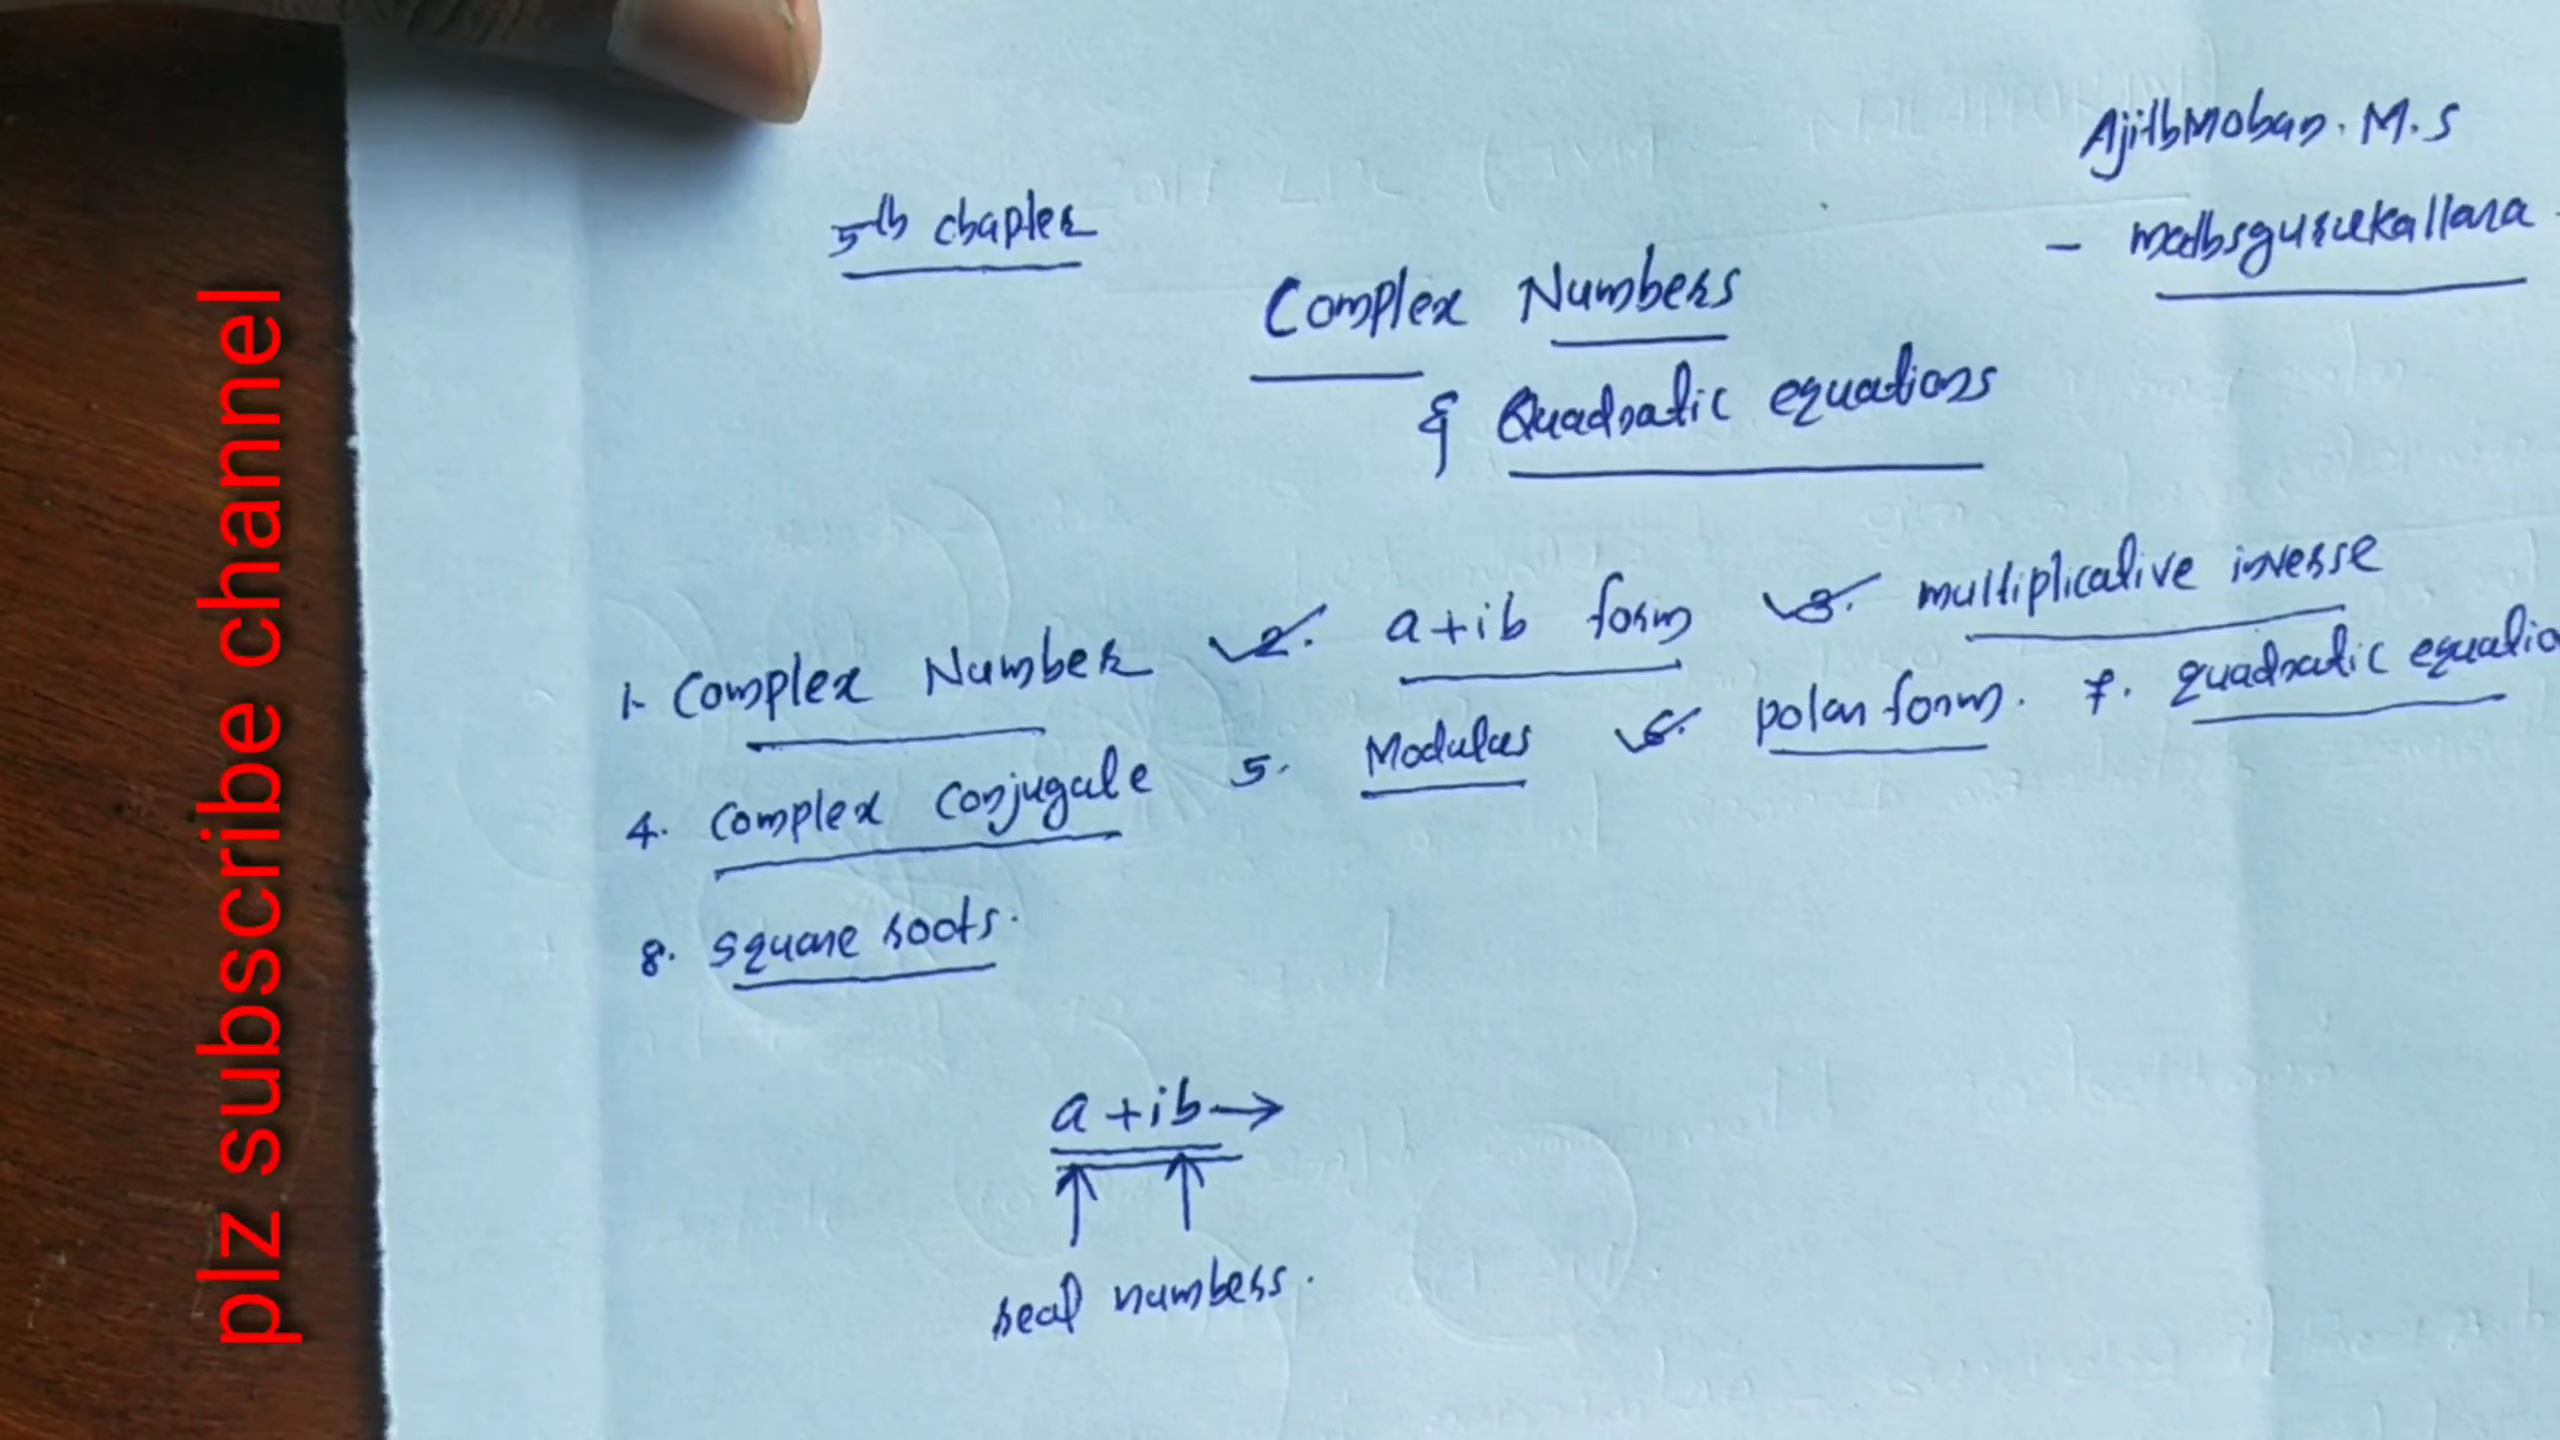 AjithMohan. M.S
5th chapter
- mathsgurukallara
Complex Numbers
& Quadratic equations
1. Complex Number 2. a+ib form 3. multiplicative inverse
4. Complex Conjugate 5. Modulus 6. polar form. 7. quadratic equatio
8. square roots.
a+ib→
real numbers.
plz subscribe channel